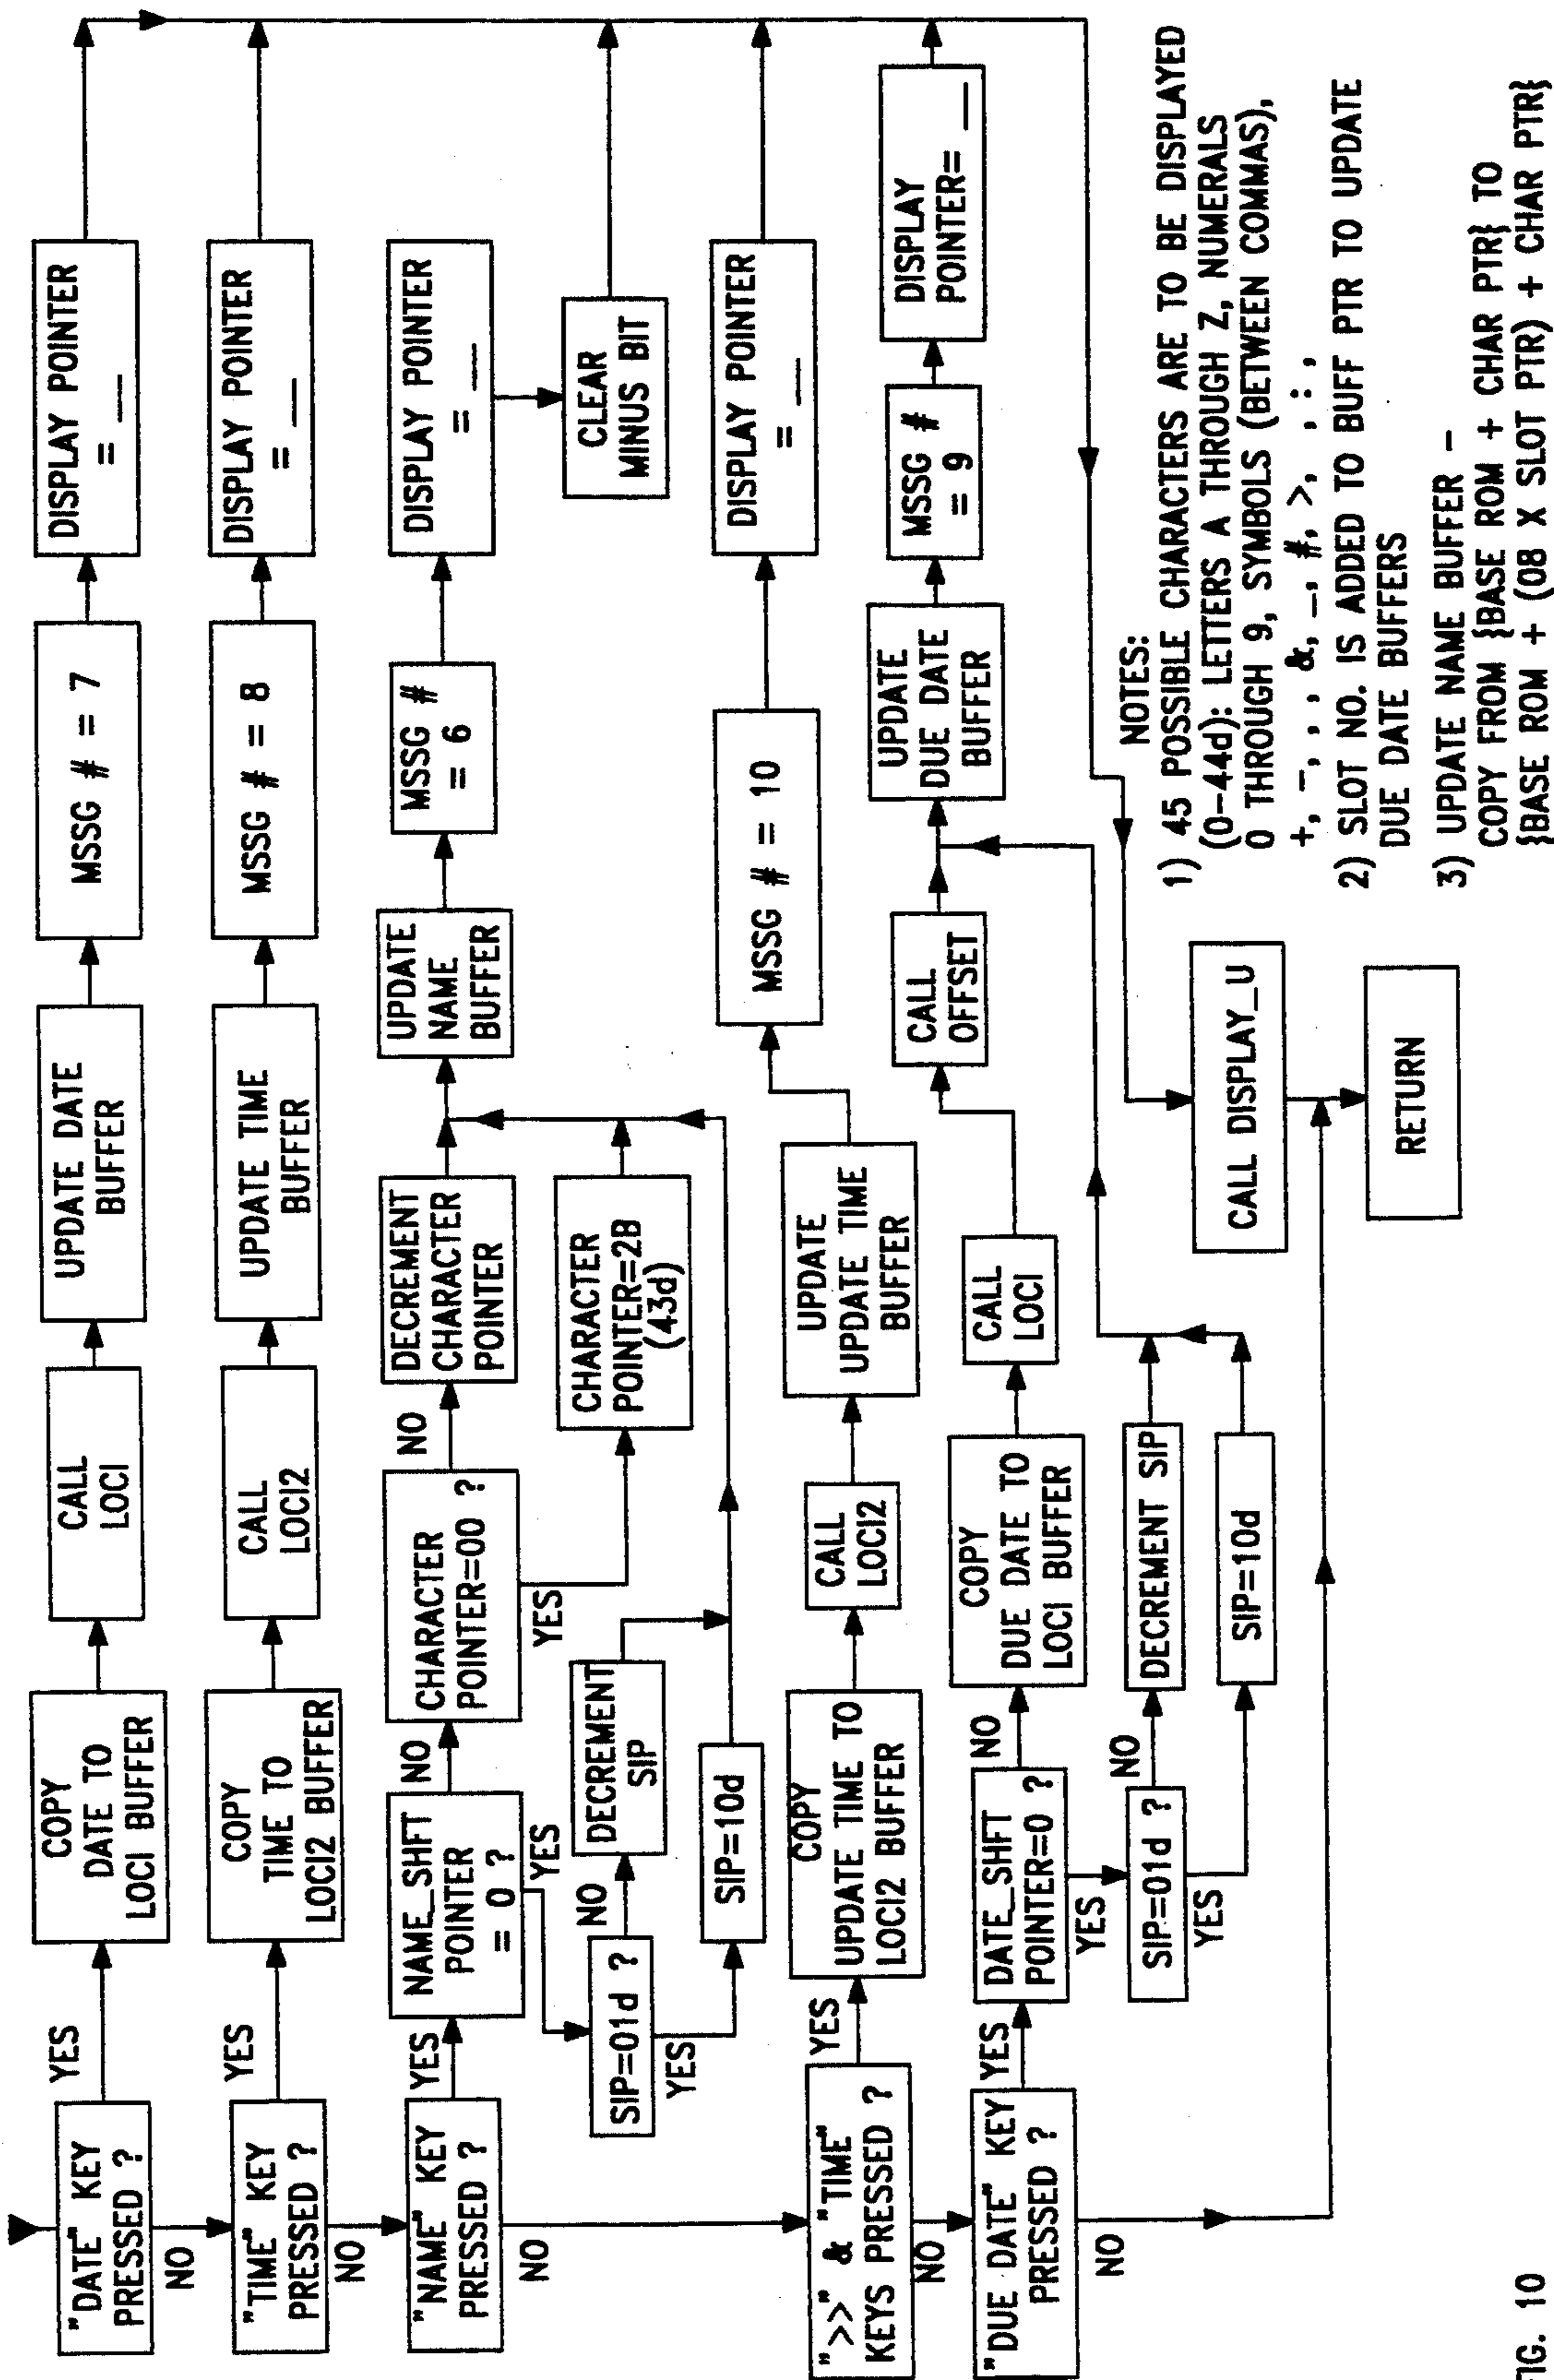 "DATE" KEY
PRESSED ?
YES
NO
COPY
DATE TO
LOCI BUFFER
CALL
LOCI
UPDATE DATE
BUFFER
MSSG # = 7
DISPLAY POINTER
= __
"TIME" KEY
PRESSED ?
YES
NO
COPY
TIME TO
LOCI2 BUFFER
CALL
LOCI2
UPDATE TIME
BUFFER
MSSG # = 8
DISPLAY POINTER
= __
"NAME" KEY
PRESSED ?
YES
NO
NAME_SHFT
POINTER
= 0 ?
NO
YES
CHARACTER
POINTER=00 ?
NO
YES
DECREMENT
CHARACTER
POINTER
UPDATE
NAME
BUFFER
MSSG #
= 6
DISPLAY POINTER
= __
CLEAR
MINUS BIT
CHARACTER
POINTER=2B
(43d)
SIP=01d ?
NO
YES
DECREMENT
SIP
SIP=10d
">>" & "TIME"
KEYS PRESSED ?
YES
NO
COPY
UPDATE TIME TO
LOCI2 BUFFER
CALL
LOCI2
UPDATE
UPDATE TIME
BUFFER
MSSG # = 10
DISPLAY POINTER
= __
"DUE DATE" KEY
PRESSED ?
YES
NO
DATE_SHFT
POINTER=0 ?
NO
YES
COPY
DUE DATE TO
LOCI BUFFER
CALL
LOCI
CALL
OFFSET
UPDATE
DUE DATE
BUFFER
MSSG #
= 9
DISPLAY
POINTER= __
SIP=01d ?
NO
YES
DECREMENT SIP
SIP=10d
CALL DISPLAY_U
RETURN
NOTES:
1) 45 POSSIBLE CHARACTERS ARE TO BE DISPLAYED
(0-44d): LETTERS A THROUGH Z, NUMERALS
0 THROUGH 9, SYMBOLS (BETWEEN COMMAS),
+, -, , , &, _, #, >, , : ,
2) SLOT NO. IS ADDED TO BUFF PTR TO UPDATE
DUE DATE BUFFERS
3) UPDATE NAME BUFFER -
COPY FROM {BASE ROM + CHAR PTR} TO
{BASE ROM + (08 X SLOT PTR) + CHAR PTR}
FIG. 10